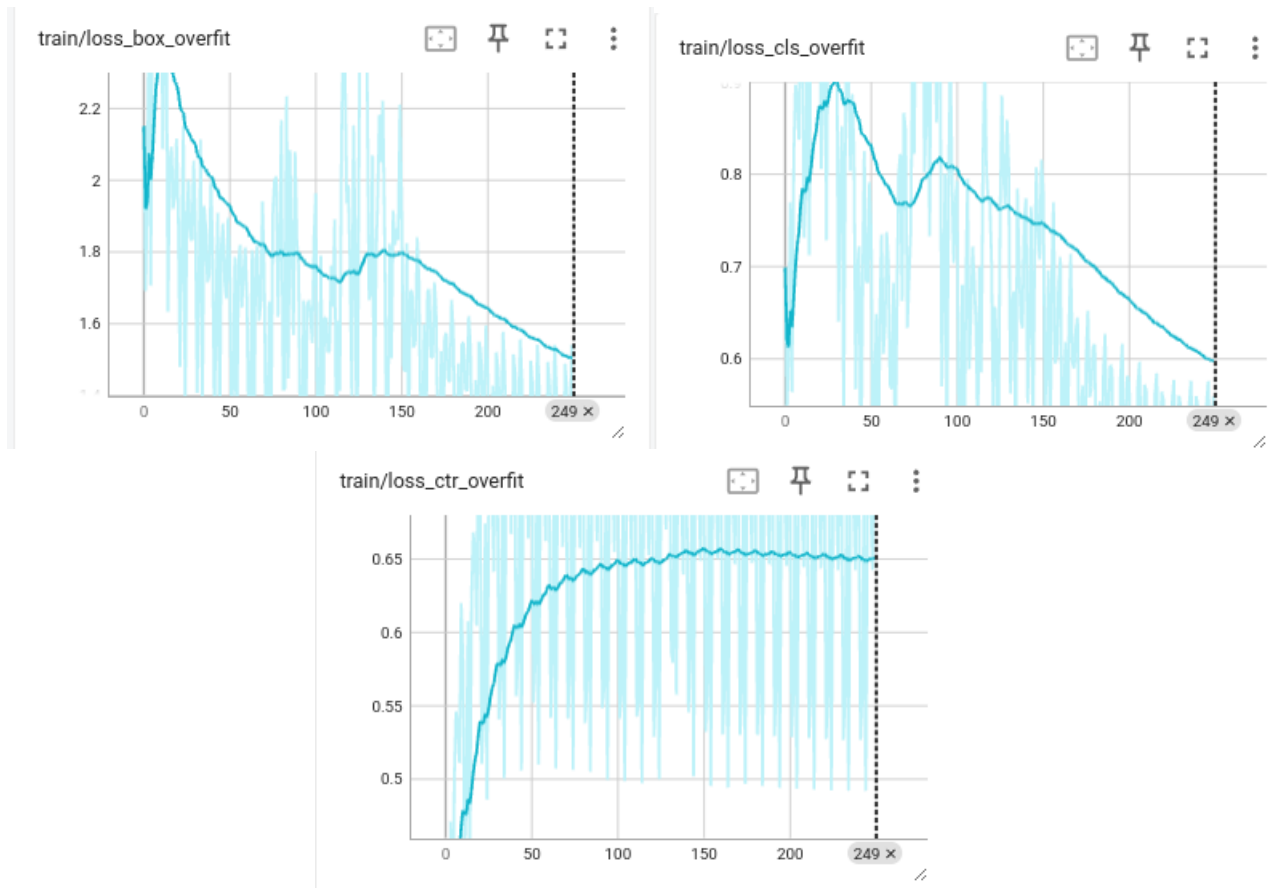 train/loss_box_overfit
2.2
2
1.8
1.6
0 50 100 150 200 249 ×
train/loss_cls_overfit
0.9
0.8
0.7
0.6
0 50 100 150 200 249 ×
train/loss_ctr_overfit
0.65
0.6
0.55
0.5
0 50 100 150 200 249 ×